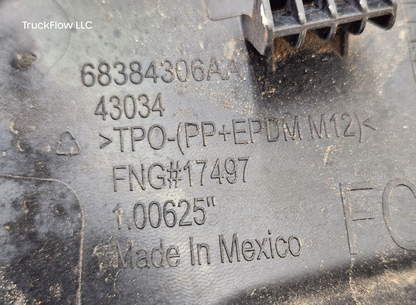 TruckFlow LLC
68384306AA
43034
>TPO-(PP+EPDM M12)<
FNG#17497
1.00625"
Made In Mexico